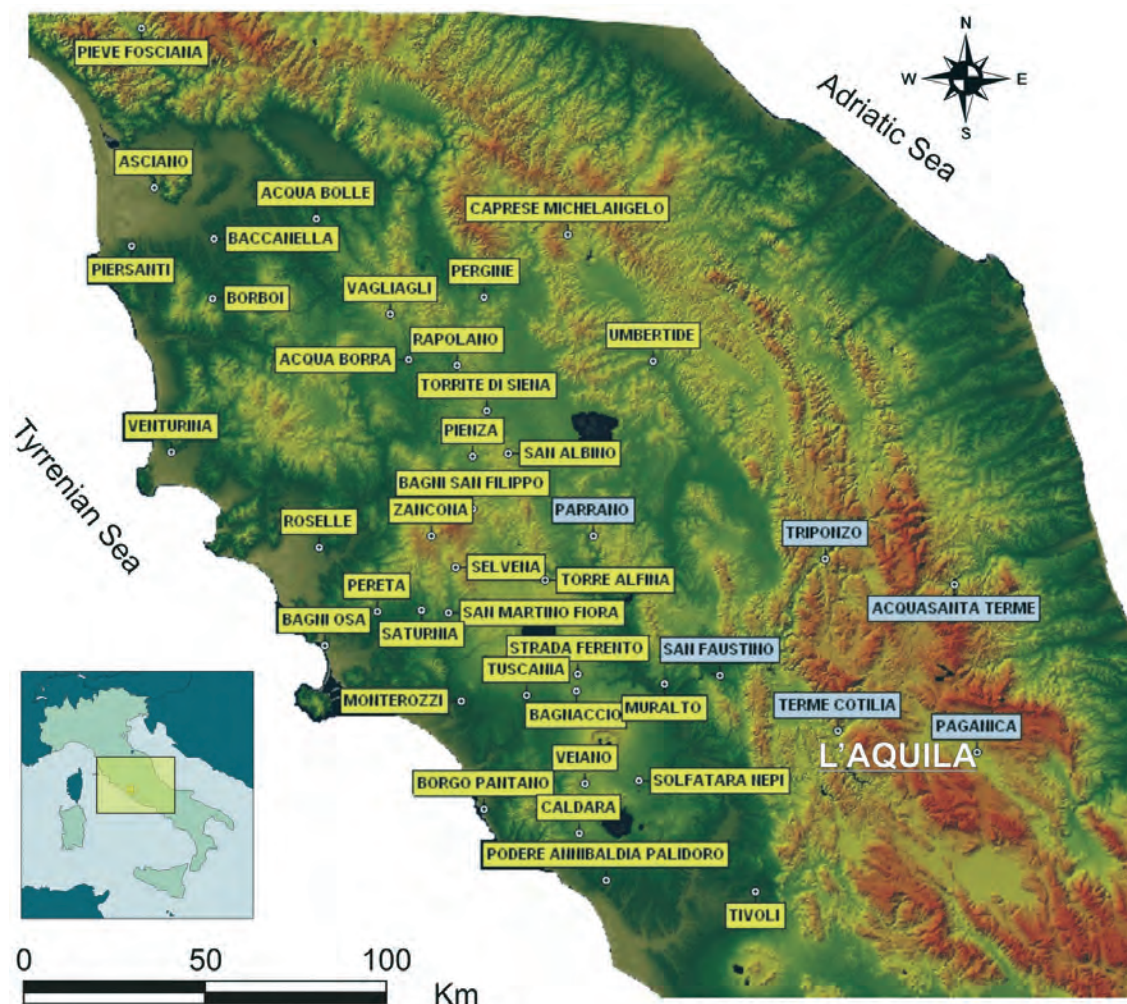 N
PIEVE FOSCIANA
W
E
S
Adriatic Sea
ASCIANO
ACQUA BOLLE
CAPRESE MICHELANGELO
BACCANELLA
PIERSANTI
PERGINE
VAGLIAGLI
BORBOI
RAPOLANO
UMBERTIDE
ACQUA BORRA
TORRITE DI SIENA
VENTURINA
PIENZA
SAN ALBINO
Tyrrenian Sea
BAGNI SAN FILIPPO
ZANCONA
PARRANO
ROSELLE
TRIPONZO
SELVENA
TORRE ALFINA
PERETA
ACQUASANTA TERME
SAN MARTINO FIORA
BAGNI OSA
SATURNIA
STRADA FERENTO
SAN FAUSTINO
TUSCANIA
MONTEROZZI
MURALTO
TERME COTILIA
BAGNACCIO
PAGANICA
L'AQUILA
VEIANO
BORGO PANTANO
SOLFATARA NEPI
CALDARA
PODERE ANNIBALDIA PALIDORO
TIVOLI
0 50 100
Km